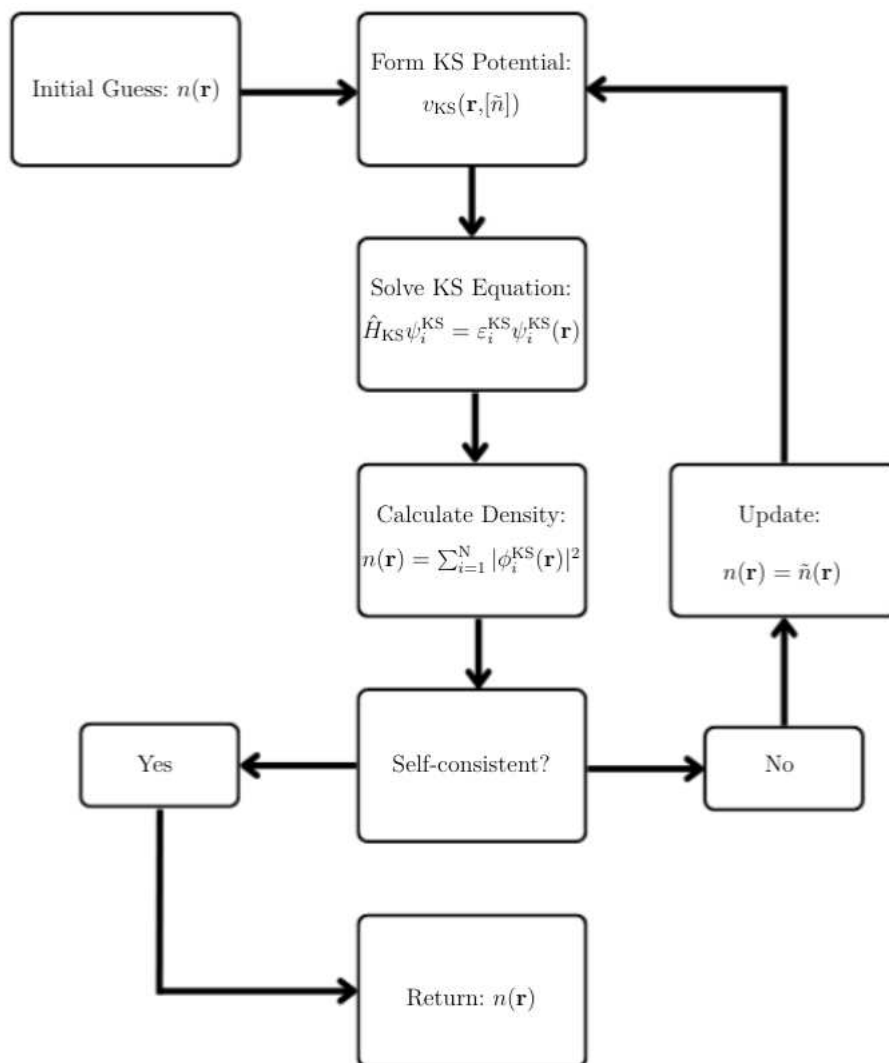 Initial Guess: n(r)
Form KS Potential:
v_KS(r,[ñ])
Solve KS Equation:
Ĥ_KS ψ_i^KS = ε_i^KS ψ_i^KS(r)
Calculate Density:
n(r) = ∑_{i=1}^N |ϕ_i^KS(r)|²
Update:
n(r) = ñ(r)
Yes
Self-consistent?
No
Return: n(r)